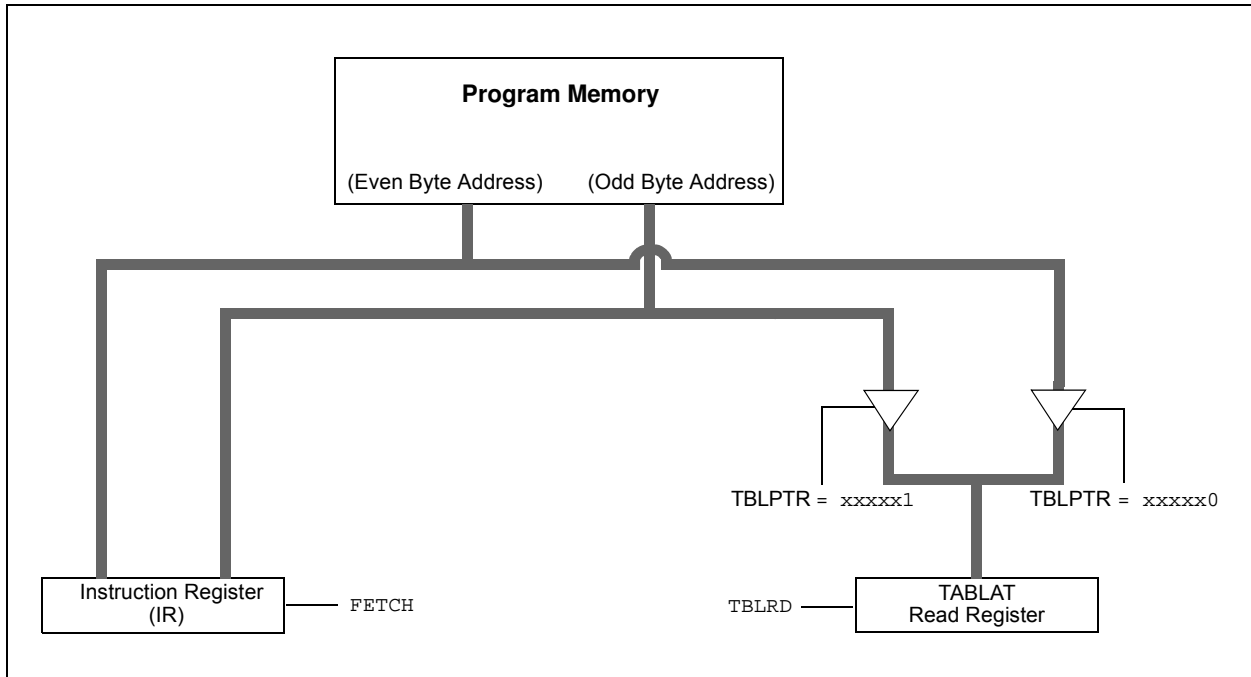 Program Memory
(Even Byte Address) (Odd Byte Address)
TBLPTR = xxxxx1 TBLPTR = xxxxx0
Instruction Register
(IR)
FETCH
TBLRD
TABLAT
Read Register